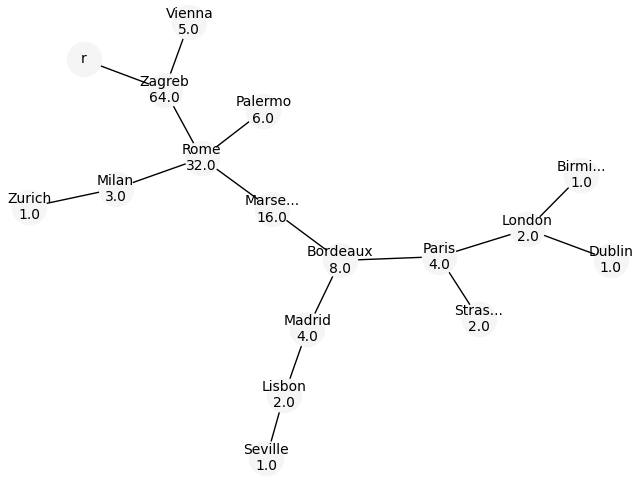 Vienna
5.0
r
Zagreb
64.0
Palermo
6.0
Rome
32.0
Birmi...
1.0
Milan
3.0
Zurich
1.0
Marse...
16.0
London
2.0
Bordeaux
8.0
Paris
4.0
Dublin
1.0
Madrid
4.0
Stras...
2.0
Lisbon
2.0
Seville
1.0